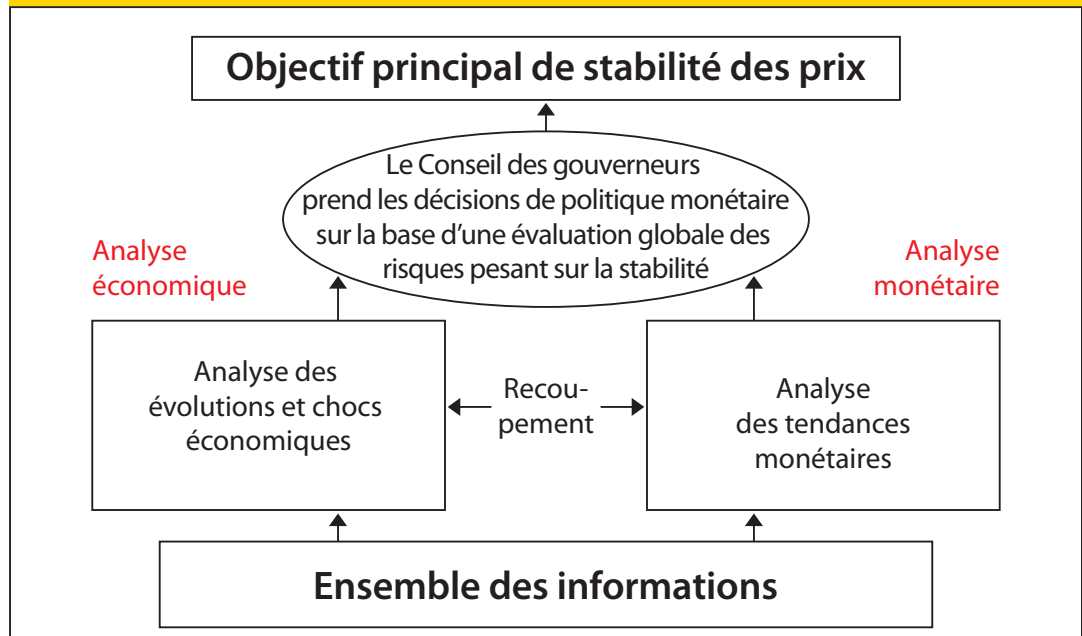 Objectif principal de stabilité des prix
Le Conseil des gouverneurs
prend les décisions de politique monétaire
sur la base d'une évaluation globale des
risques pesant sur la stabilité
Analyse
économique
Analyse
monétaire
Analyse des
évolutions et chocs
économiques
Recou-
pement
Analyse
des tendances
monétaires
Ensemble des informations